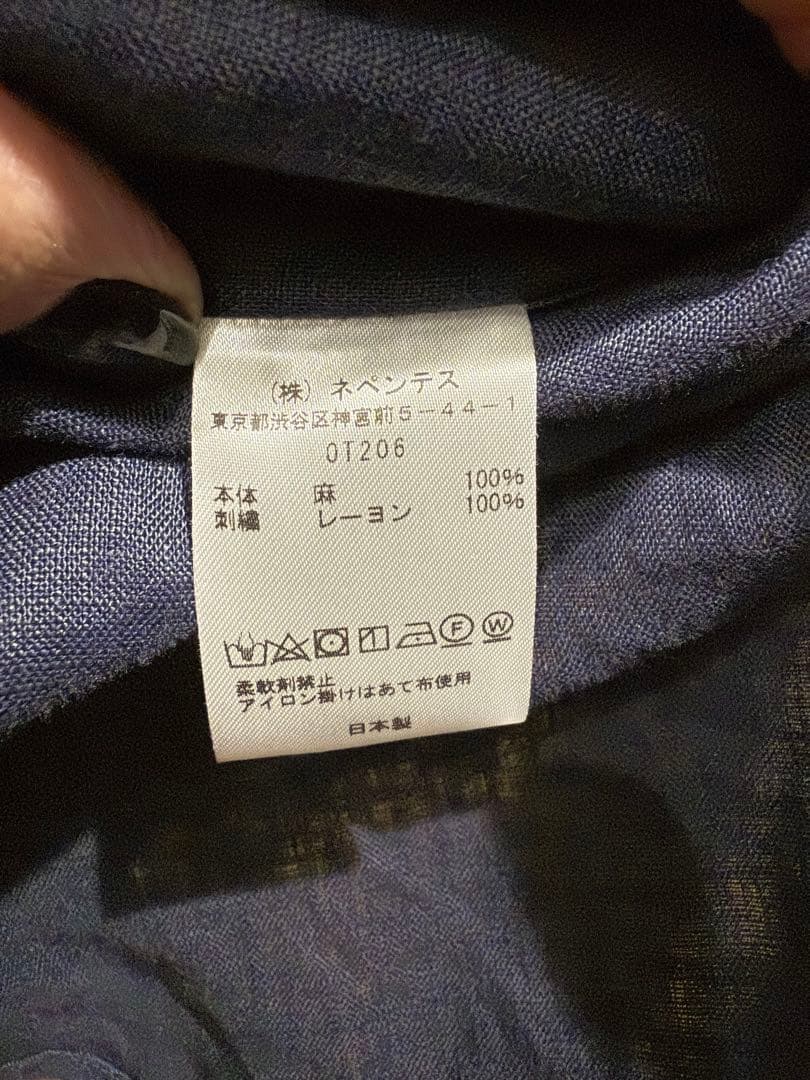 （株）ネペンテス
東京都渋谷区神宮前5-44-1
OT206
本体 麻 100%
刺繍 レーヨン 100%
F W
柔軟剤禁止
アイロン掛けはあて布使用
日本製